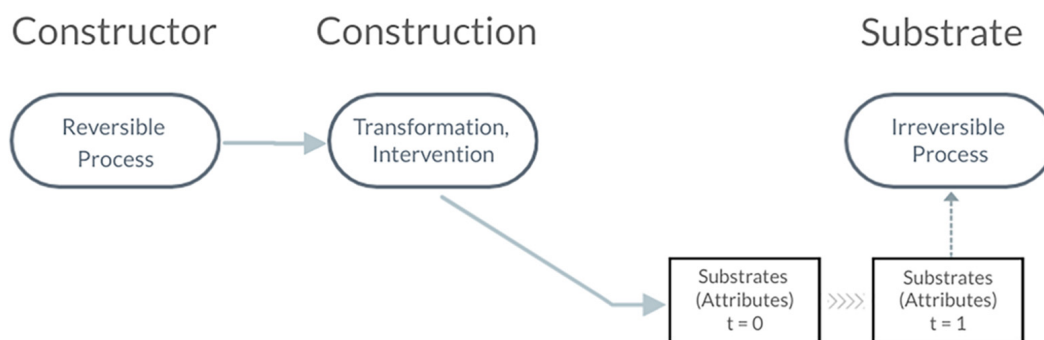 Constructor
Construction
Substrate
Reversible
Process
Transformation,
Intervention
Irreversible
Process
Substrates
(Attributes)
t = 0
Substrates
(Attributes)
t = 1